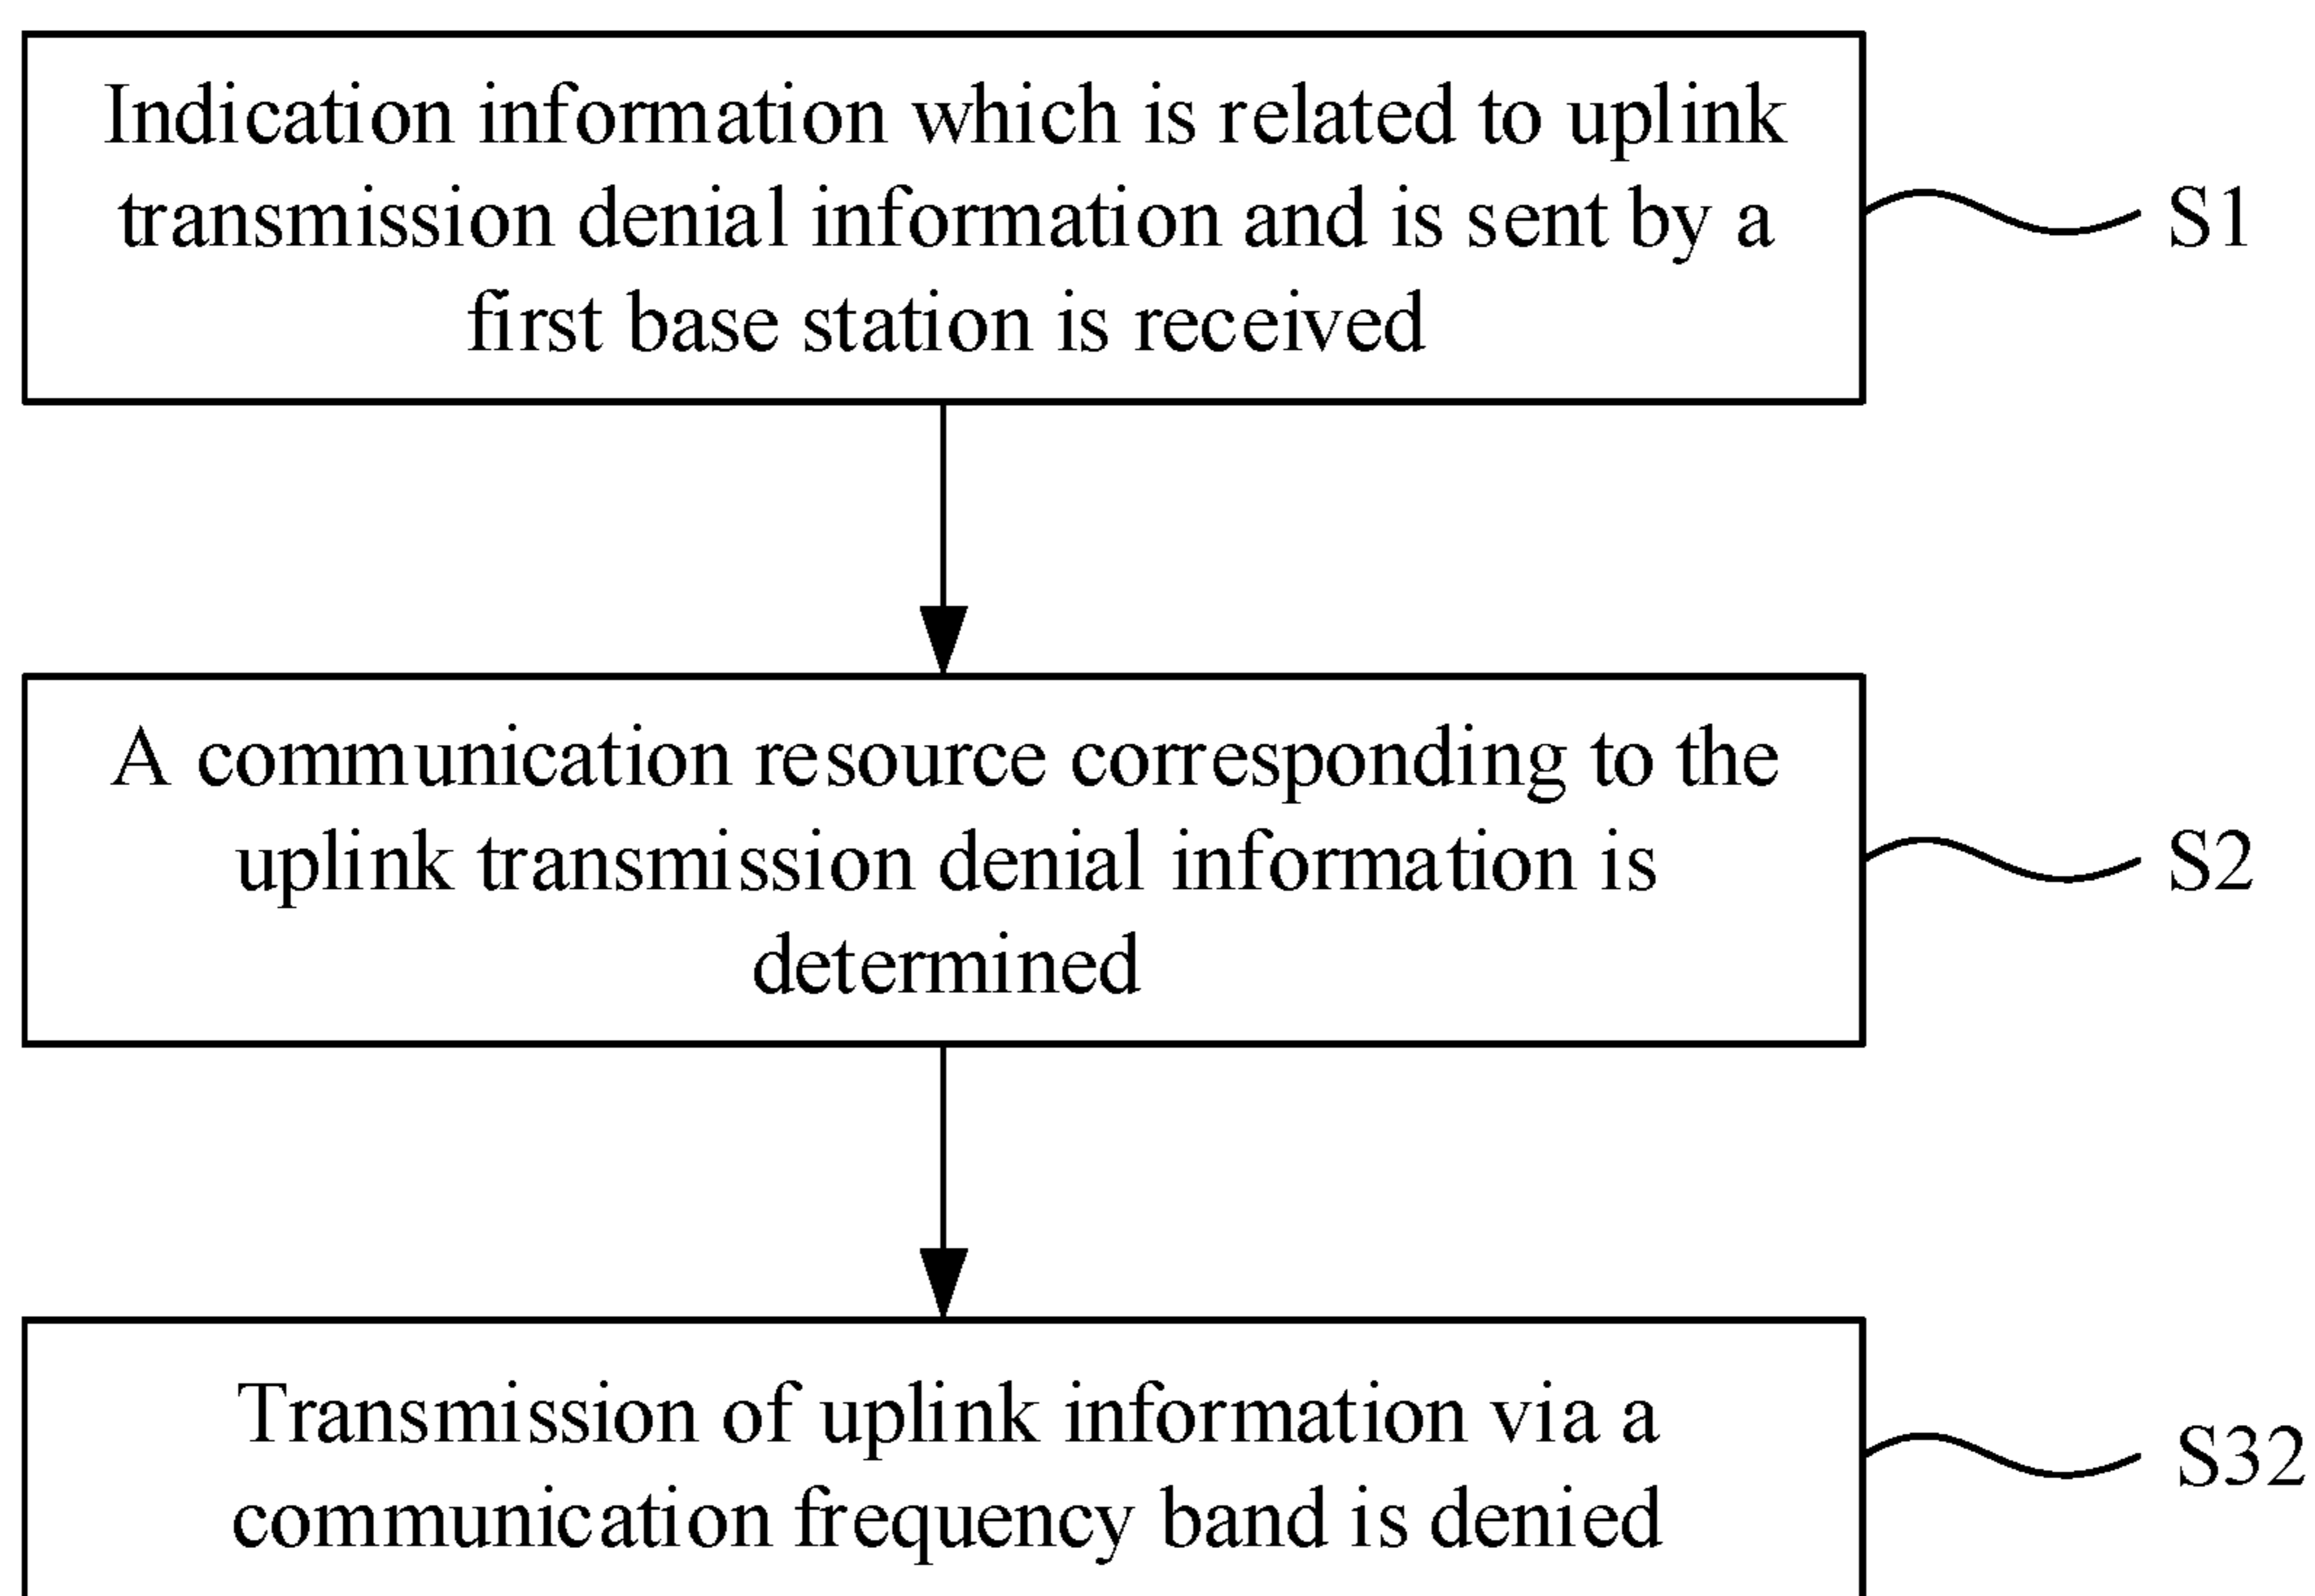 Indication information which is related to uplink
transmission denial information and is sent by a
first base station is received
S1
A communication resource corresponding to the
uplink transmission denial information is
determined
S2
Transmission of uplink information via a
communication frequency band is denied
S32